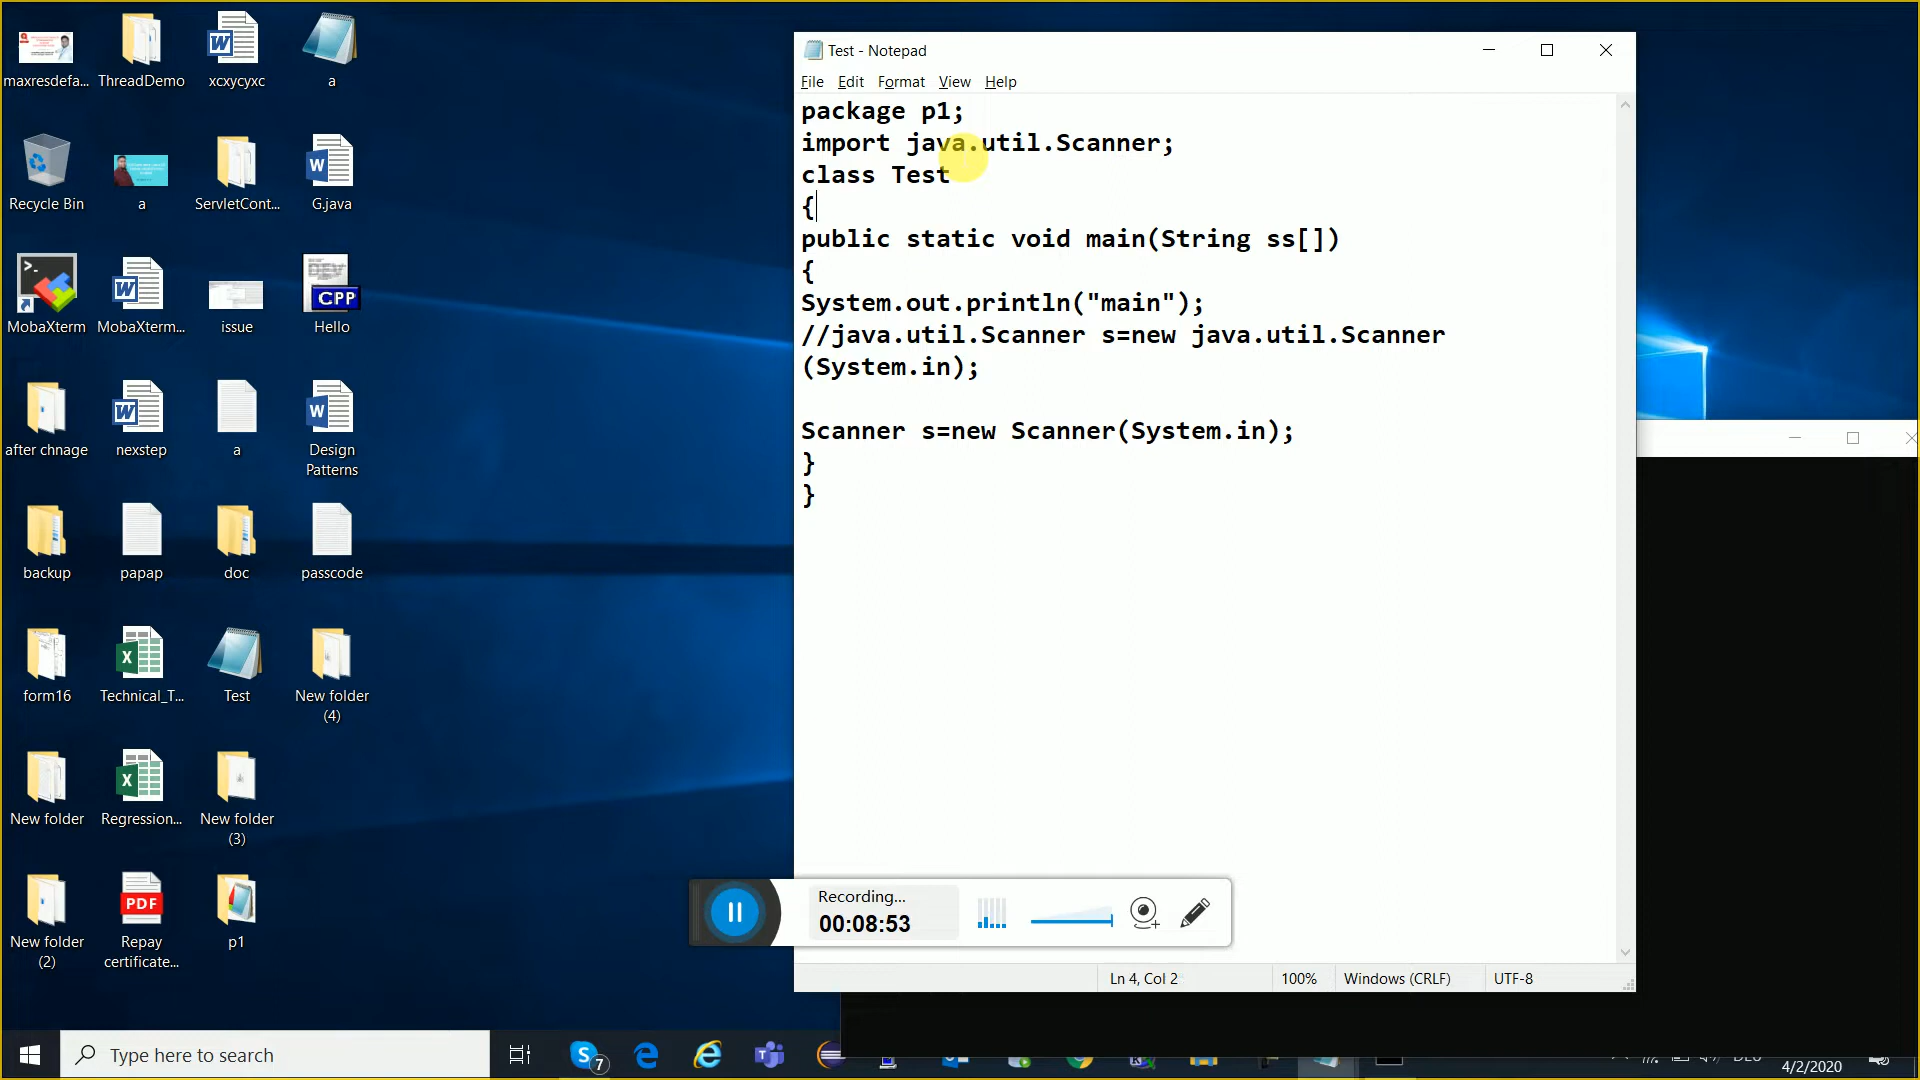 maxresdefa...
ThreadDemo
xcxycyxc
a
Recycle Bin
a
ServletCont...
G.java
MobaXterm
MobaXterm...
issue
CPP
Hello
after chnage
nexstep
a
Design
Patterns
backup
papap
doc
passcode
form16
Technical_T...
Test
New folder
(4)
New folder
Regression...
New folder
(3)
New folder
(2)
PDF
Repay
certificate...
p1
Test - Notepad
File Edit Format View Help
package p1;
import java.util.Scanner;
class Test
{
public static void main(String ss[])
{
System.out.println("main");
//java.util.Scanner s=new java.util.Scanner
(System.in);
Scanner s=new Scanner(System.in);
}
}
Recording...
00:08:53
Ln 4, Col 2
100%
Windows (CRLF)
UTF-8
Type here to search
7
4/2/2020